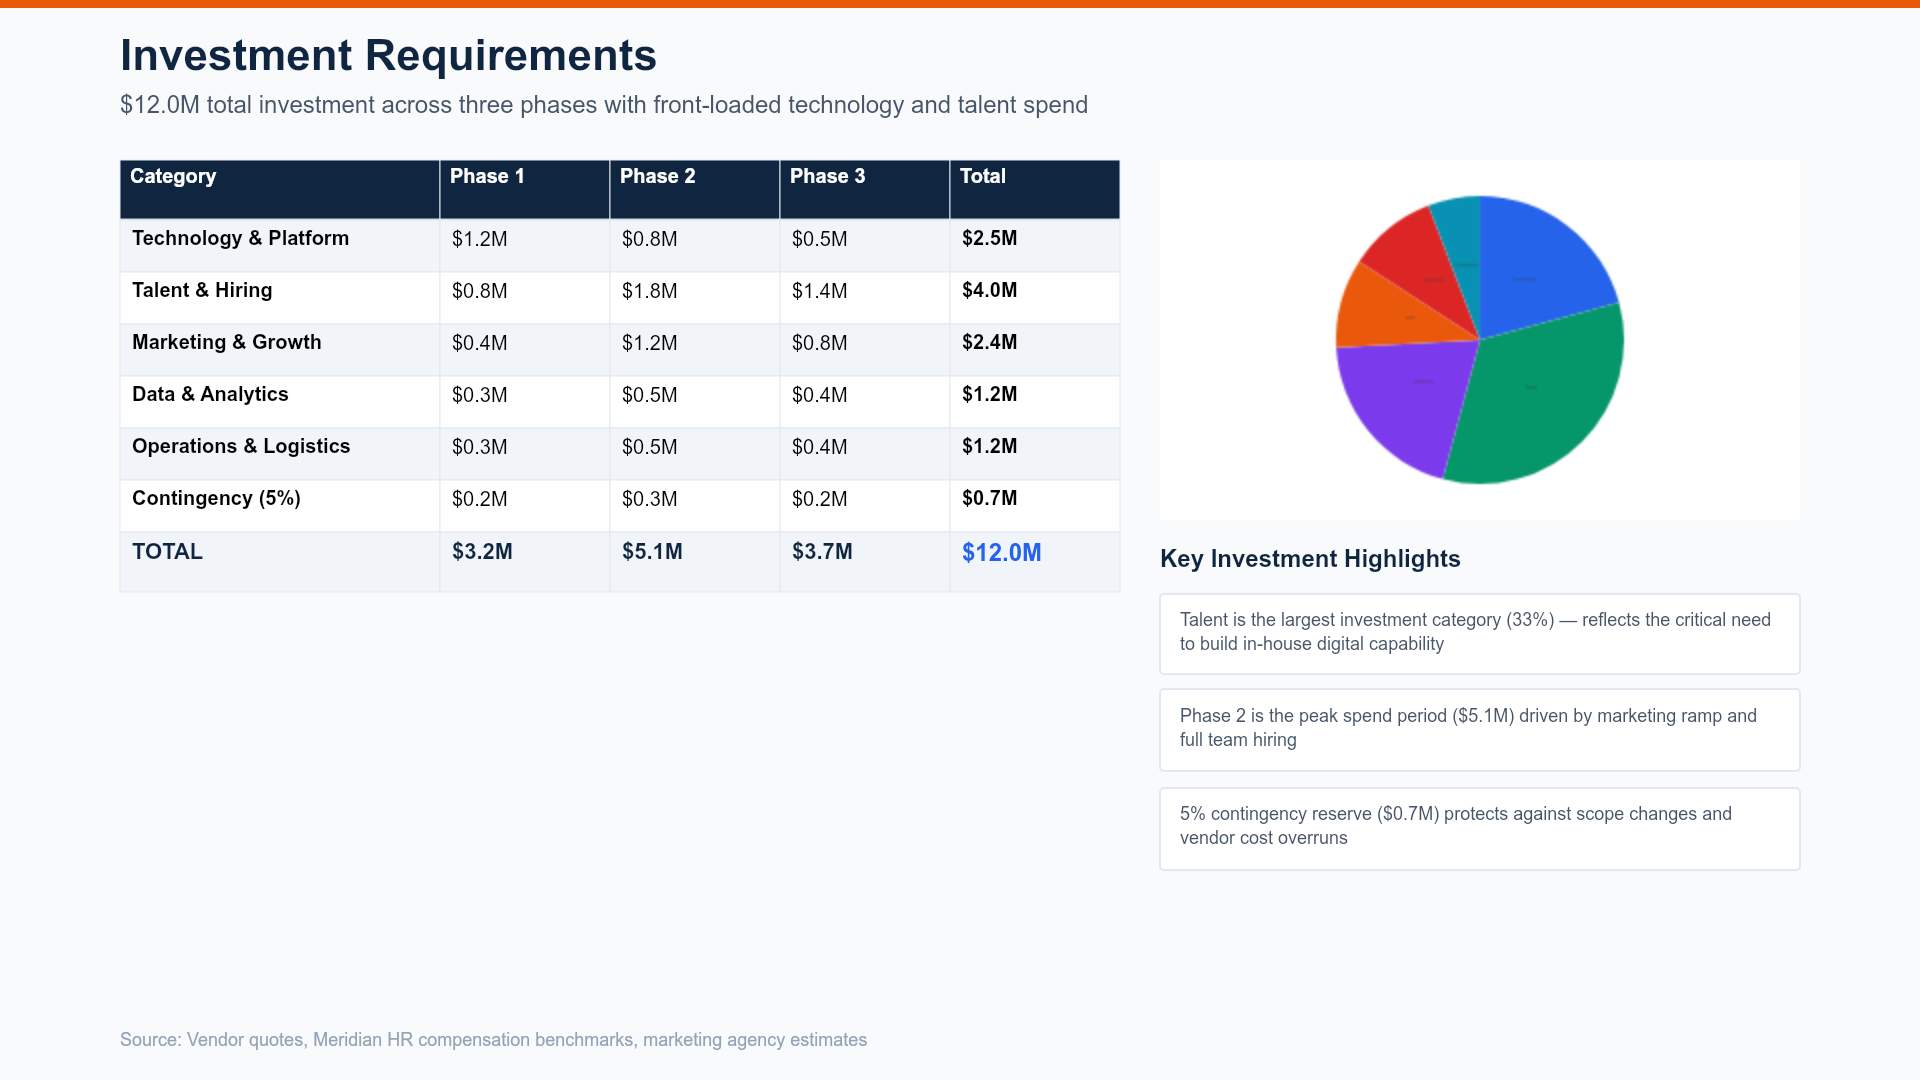 Investment Requirements
$12.0M total investment across three phases with front-loaded technology and talent spend
Category Phase 1 Phase 2 Phase 3 Total
Technology & Platform $1.2M $0.8M $0.5M $2.5M
Talent & Hiring $0.8M $1.8M $1.4M $4.0M
Marketing & Growth $0.4M $1.2M $0.8M $2.4M
Data & Analytics $0.3M $0.5M $0.4M $1.2M
Operations & Logistics $0.3M $0.5M $0.4M $1.2M
Contingency (5%) $0.2M $0.3M $0.2M $0.7M
TOTAL $3.2M $5.1M $3.7M $12.0M
Key Investment Highlights
Talent is the largest investment category (33%) — reflects the critical need
to build in-house digital capability
Phase 2 is the peak spend period ($5.1M) driven by marketing ramp and
full team hiring
5% contingency reserve ($0.7M) protects against scope changes and
vendor cost overruns
Source: Vendor quotes, Meridian HR compensation benchmarks, marketing agency estimates